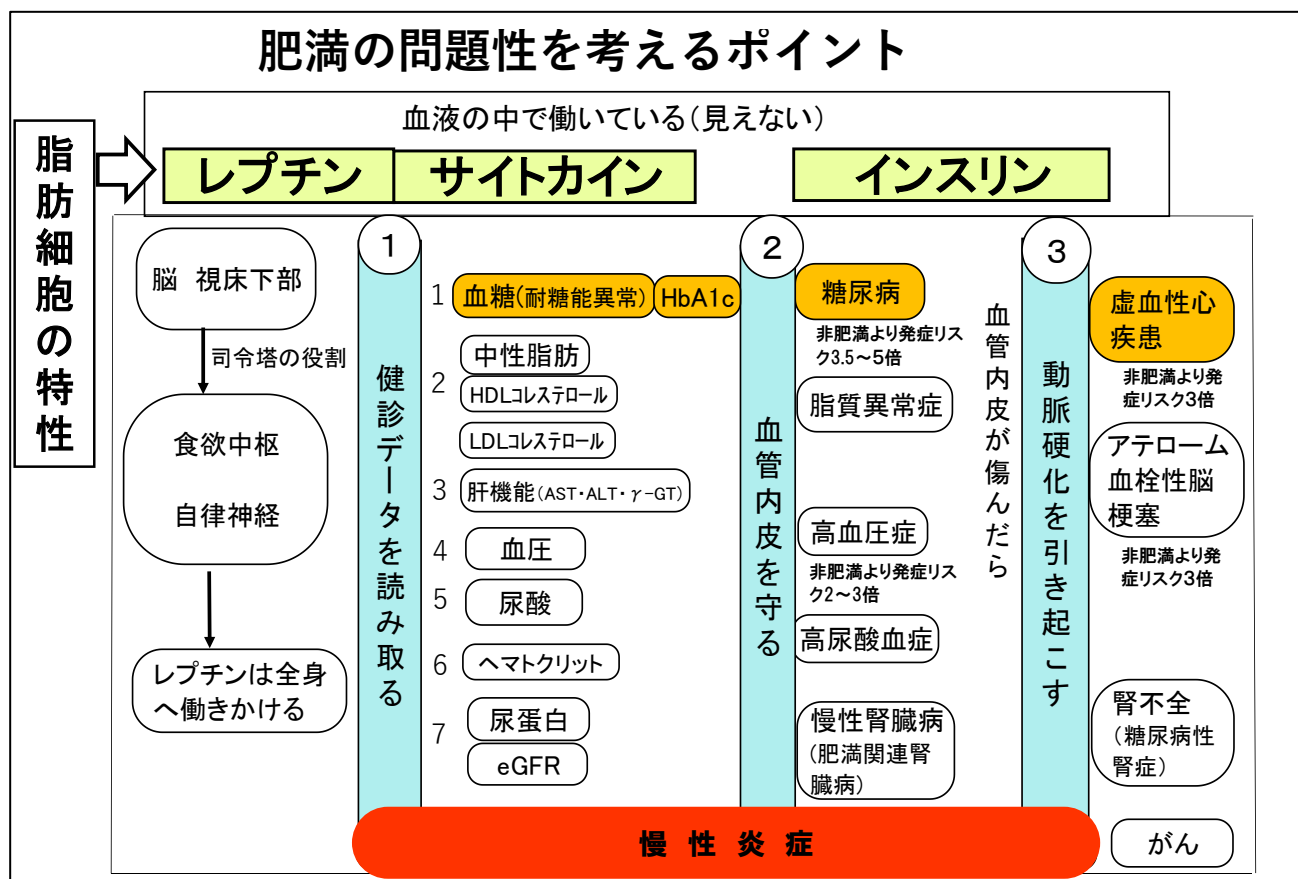 肥満の問題性を考えるポイント
血液の中で働いている(見えない)
脂肪細胞の特性
レプチン
サイトカイン
インスリン
脳 視床下部
司令塔の役割
食欲中枢
自律神経
レプチンは全身
へ働きかける
1
健診データを読み取る
1 血糖(耐糖能異常) HbA1c
2
中性脂肪
HDLコレステロール
LDLコレステロール
3 肝機能(AST・ALT・γ-GT)
4 血圧
5 尿酸
6 ヘマトクリット
7
尿蛋白
eGFR
2
血管内皮を守る
糖尿病
非肥満より発症リス
ク3.5~5倍
脂質異常症
高血圧症
非肥満より発症リス
ク2~3倍
高尿酸血症
慢性腎臓病
(肥満関連腎
臓病)
血管内皮が傷んだら
3
動脈硬化を引き起こす
虚血性心
疾患
非肥満より発
症リスク3倍
アテローム
血栓性脳
梗塞
非肥満より発
症リスク3倍
腎不全
(糖尿病性
腎症)
がん
慢性炎症